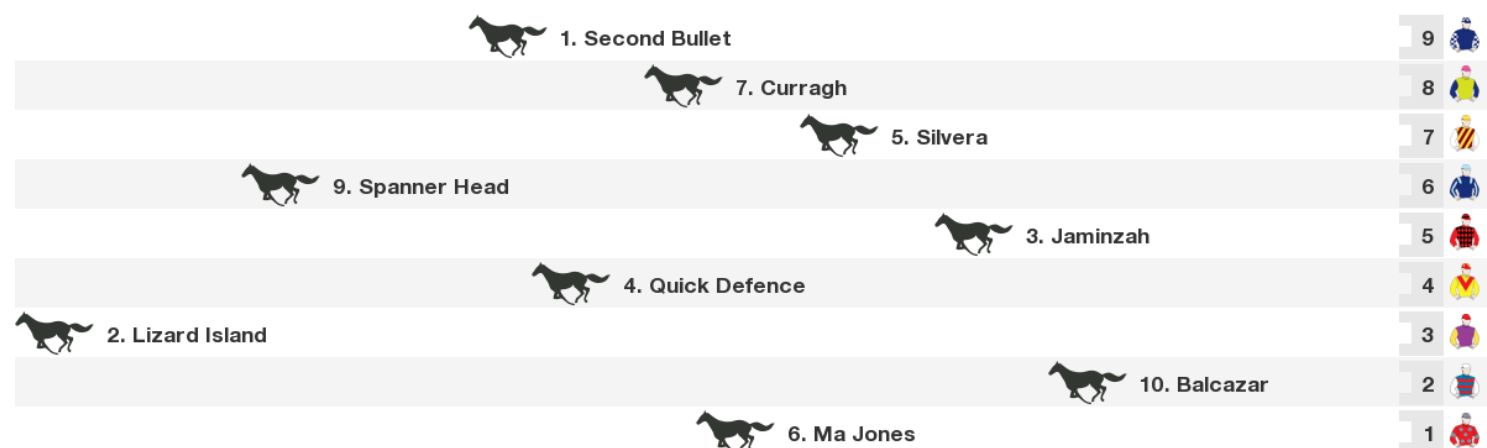 1. Second Bullet 9
7. Curragh 8
5. Silvera 7
9. Spanner Head 6
3. Jaminzah 5
4. Quick Defence 4
2. Lizard Island 3
10. Balcazar 2
6. Ma Jones 1